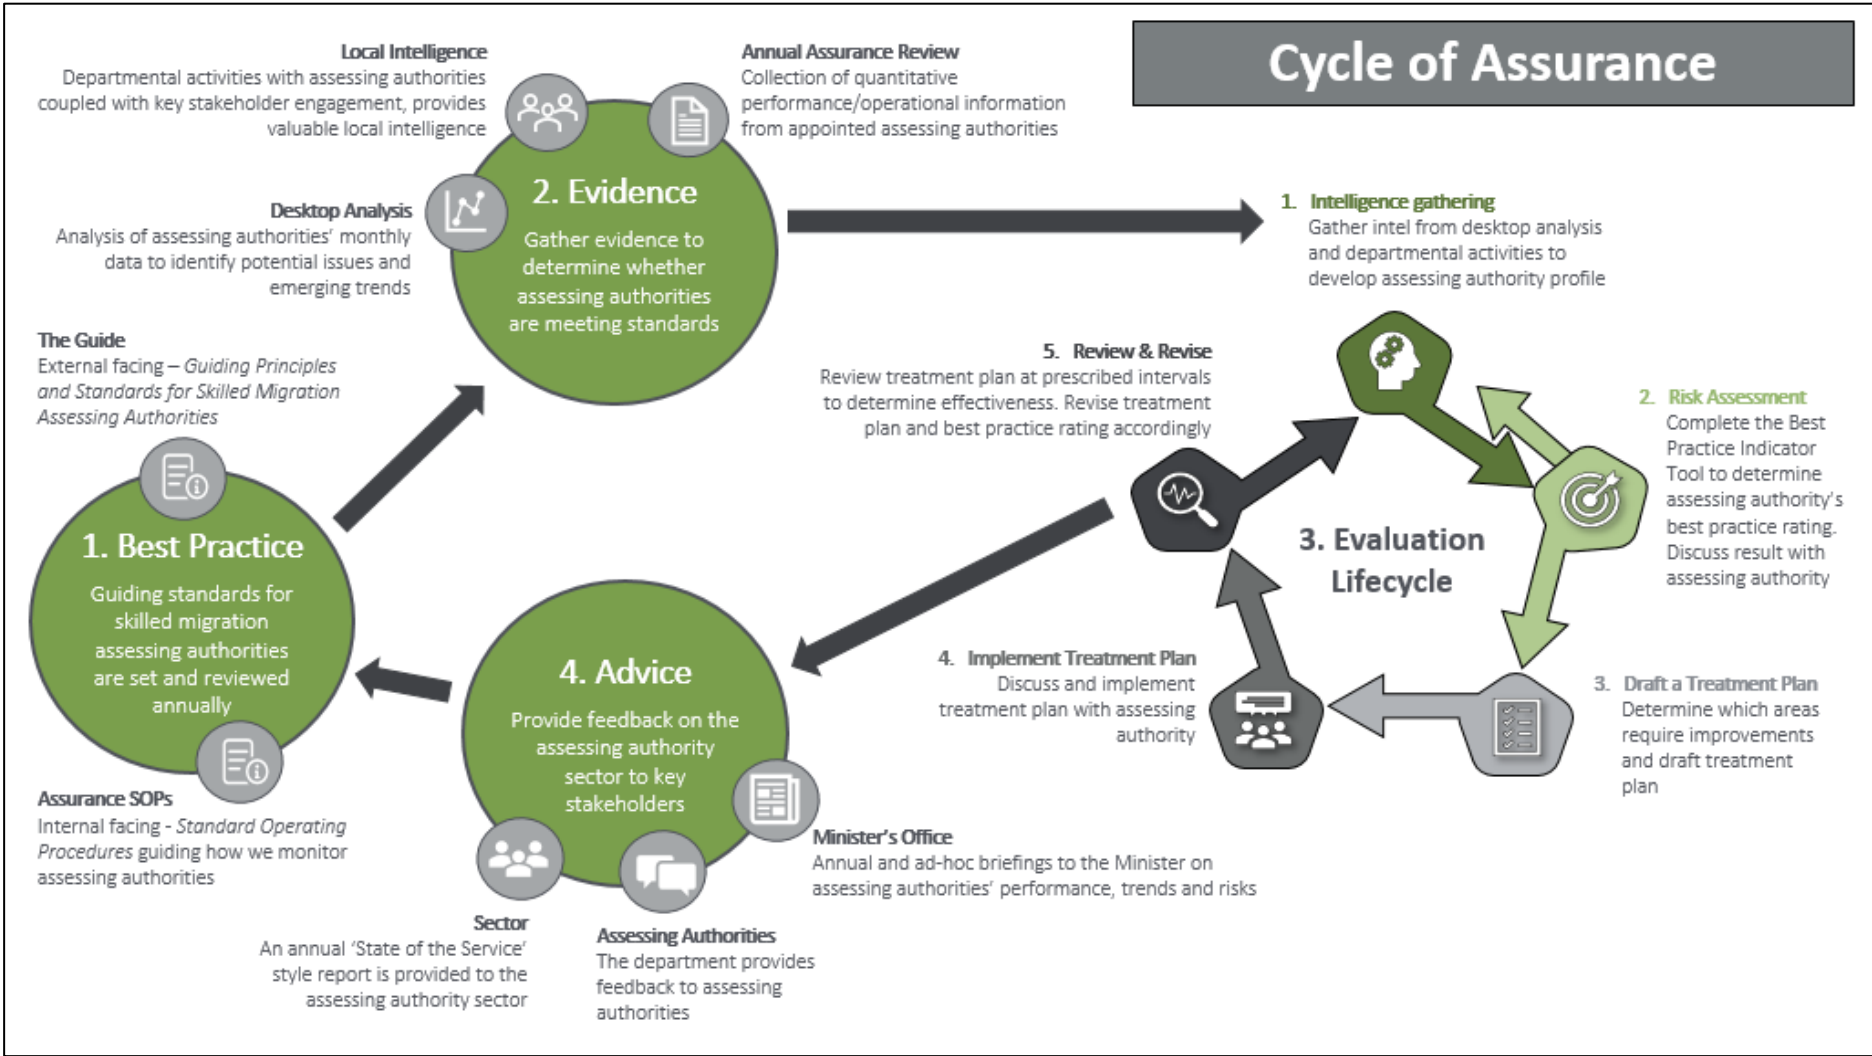 Cycle of Assurance
Local Intelligence
Departmental activities with assessing authorities
coupled with key stakeholder engagement, provides
valuable local intelligence
Annual Assurance Review
Collection of quantitative
performance/operational information
from appointed assessing authorities
Desktop Analysis
Analysis of assessing authorities' monthly
data to identify potential issues and
emerging trends
2. Evidence
Gather evidence to
determine whether
assessing authorities
are meeting standards
The Guide
External facing – Guiding Principles
and Standards for Skilled Migration
Assessing Authorities
1. Best Practice
Guiding standards for
skilled migration
assessing authorities
are set and reviewed
annually
Assurance SOPs
Internal facing - Standard Operating
Procedures guiding how we monitor
assessing authorities
1. Intelligence gathering
Gather intel from desktop analysis
and departmental activities to
develop assessing authority profile
2. Risk Assessment
Complete the Best
Practice Indicator
Tool to determine
assessing authority's
best practice rating.
Discuss result with
assessing authority
3. Evaluation
Lifecycle
3. Draft a Treatment Plan
Determine which areas
require improvements
and draft treatment
plan
4. Implement Treatment Plan
Discuss and implement
treatment plan with assessing
authority
5. Review & Revise
Review treatment plan at prescribed intervals
to determine effectiveness. Revise treatment
plan and best practice rating accordingly
4. Advice
Provide feedback on the
assessing authority
sector to key
stakeholders
Minister's Office
Annual and ad-hoc briefings to the Minister on
assessing authorities' performance, trends and risks
Sector
An annual 'State of the Service'
style report is provided to the
assessing authority sector
Assessing Authorities
The department provides
feedback to assessing
authorities